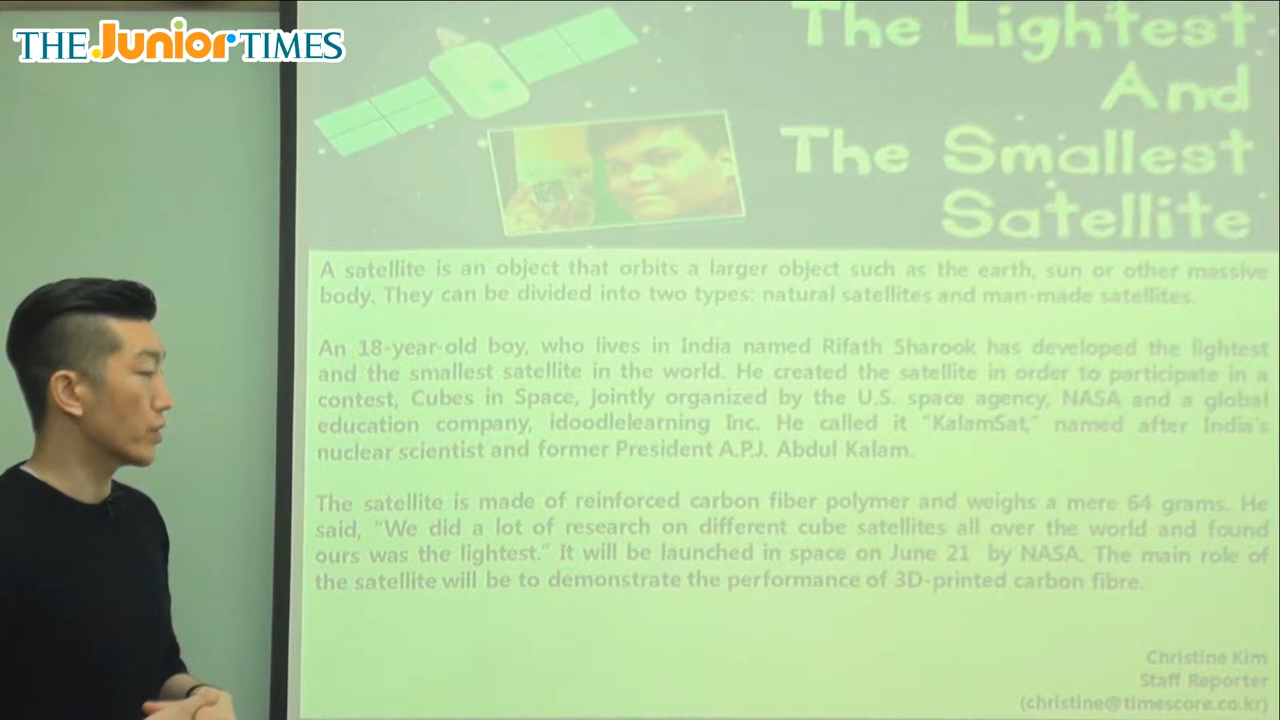 THE Junior TIMES
The Lightest
And
The Smallest
Satellite
A satellite is an object that orbits a larger object such as the earth, sun or other massive
body. They can be divided into two types: natural satellites and man-made satellites.
An 18-year-old boy, who lives in India named Rifath Sharook has developed the lightest
and the smallest satellite in the world. He created the satellite in order to participate in a
contest, Cubes in Space, jointly organized by the U.S. space agency, NASA and a global
education company, idoodlelearning Inc. He called it "KalamSat," named after India's
nuclear scientist and former President A.P.J. Abdul Kalam.
The satellite is made of reinforced carbon fiber polymer and weighs a mere 64 grams. He
said, "We did a lot of research on different cube satellites all over the world and found
ours was the lightest." It will be launched in space on June 21 by NASA. The main role of
the satellite will be to demonstrate the performance of 3D-printed carbon fibre.
Christine Kim
Staff Reporter
(christine@timescore.co.kr)